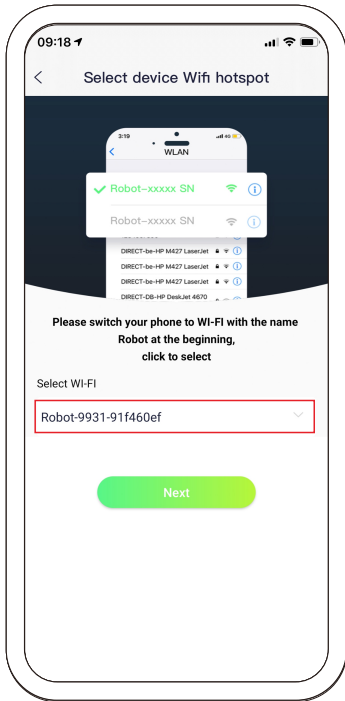 09:18
Select device Wifi hotspot
3:19
4G
WLAN
Robot-xxxxx SN
Robot-xxxxx SN
DIRECT-be-HP M427 LaserJet
DIRECT-be-HP M427 LaserJet
DIRECT-be-HP M427 LaserJet
DIRECT-DB-HP DeskJet 4670
Please switch your phone to WI-FI with the name
Robot at the beginning,
click to select
Select WI-FI
Robot-9931-91f460ef
Next